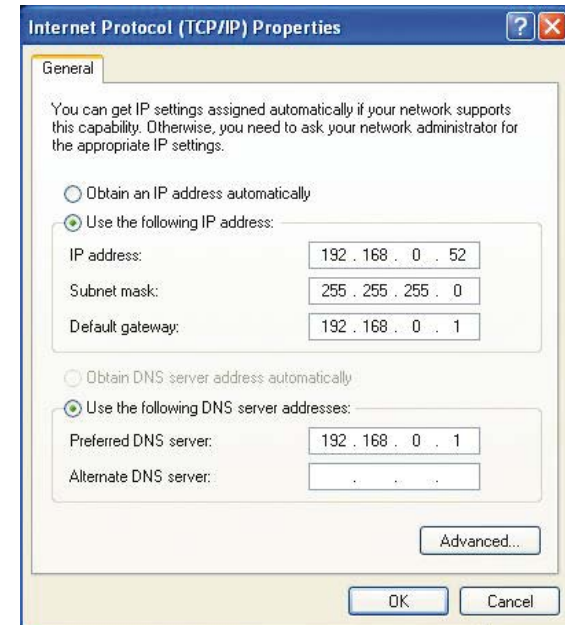 Internet Protocol (TCP/IP) Properties
General
You can get IP settings assigned automatically if your network supports
this capability. Otherwise, you need to ask your network administrator for
the appropriate IP settings.
Obtain an IP address automatically
Use the following IP address:
IP address: 192 . 168 . 0 . 52
Subnet mask: 255 . 255 . 255 . 0
Default gateway: 192 . 168 . 0 . 1
Obtain DNS server address automatically
Use the following DNS server addresses:
Preferred DNS server: 192 . 168 . 0 . 1
Alternate DNS server: . . .
Advanced...
OK Cancel